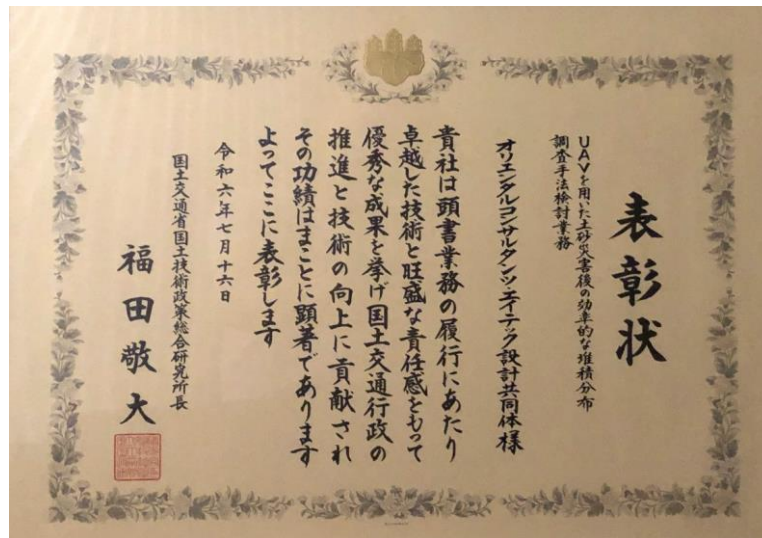 表彰状
UAVを用いた土砂災害後の効率的な堆積分布
調査手法検討業務
オリエンタルコンサルタンツ・エイテック設計共同体様
貴社は頭書業務の履行にあたり
卓越した技術と旺盛な責任感をもって
優秀な成果を挙げ国土交通行政の
推進と技術の向上に貢献され
その功績はまことに顕著であります
よってここに表彰します
令和六年七月十六日
国土交通省国土技術政策総合研究所長
福田敬大